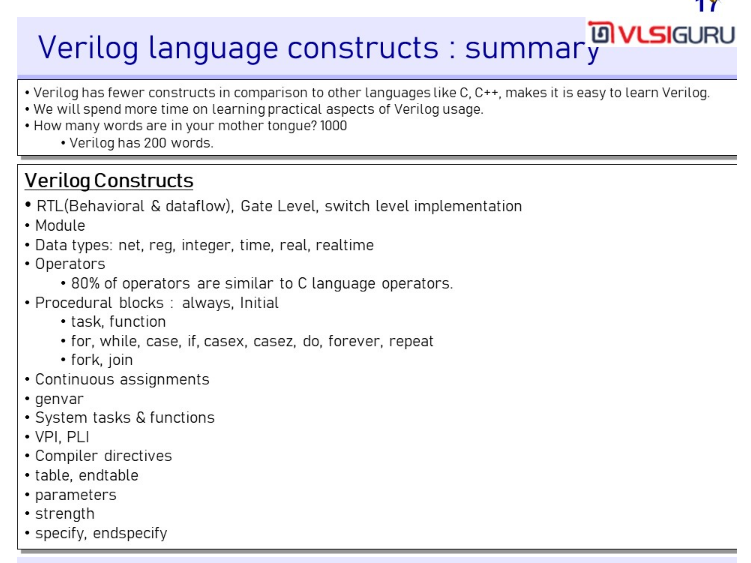 17
VLSIGURU
Verilog language constructs : summary
• Verilog has fewer constructs in comparison to other languages like C, C++, makes it is easy to learn Verilog.
• We will spend more time on learning practical aspects of Verilog usage.
• How many words are in your mother tongue? 1000
• Verilog has 200 words.
Verilog Constructs
• RTL(Behavioral & dataflow), Gate Level, switch level implementation
• Module
• Data types: net, reg, integer, time, real, realtime
• Operators
• 80% of operators are similar to C language operators.
• Procedural blocks : always, Initial
• task, function
• for, while, case, if, casex, casez, do, forever, repeat
• fork, join
• Continuous assignments
• genvar
• System tasks & functions
• VPI, PLI
• Compiler directives
• table, endtable
• parameters
• strength
• specify, endspecify